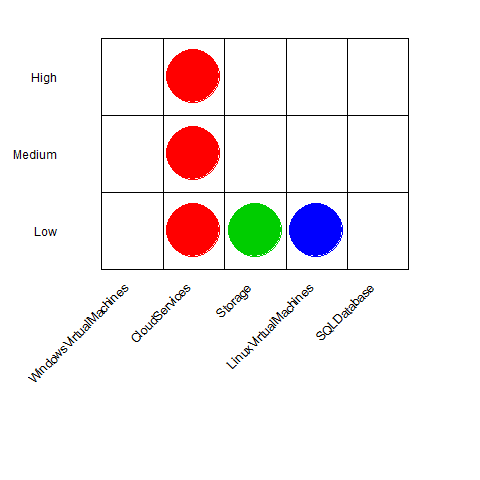 High
Medium
Low
WindowsVirtualMachines
CloudServices
Storage
LinuxVirtualMachines
SQLDatabase